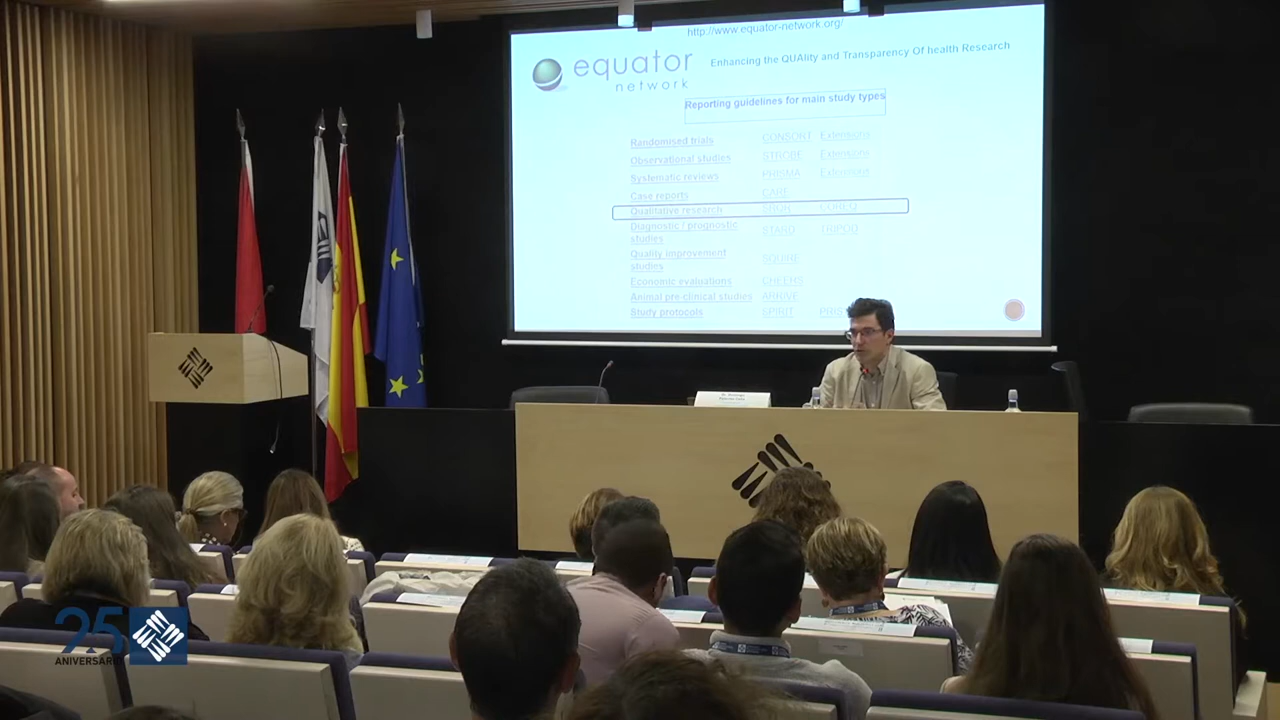 http://www.equator-network.org/
equator
network
Enhancing the QUAlity and Transparency Of health Research
Reporting guidelines for main study types
Randomised trials CONSORT Extensions
Observational studies STROBE Extensions
Systematic reviews PRISMA Extensions
Case reports CARE
Qualitative research SRQR COREQ
Diagnostic / prognostic
studies STARD TRIPOD
Quality improvement
studies SQUIRE
Economic evaluations CHEERS
Animal pre-clinical studies ARRIVE
Study protocols SPIRIT
25
ANIVERSARIO